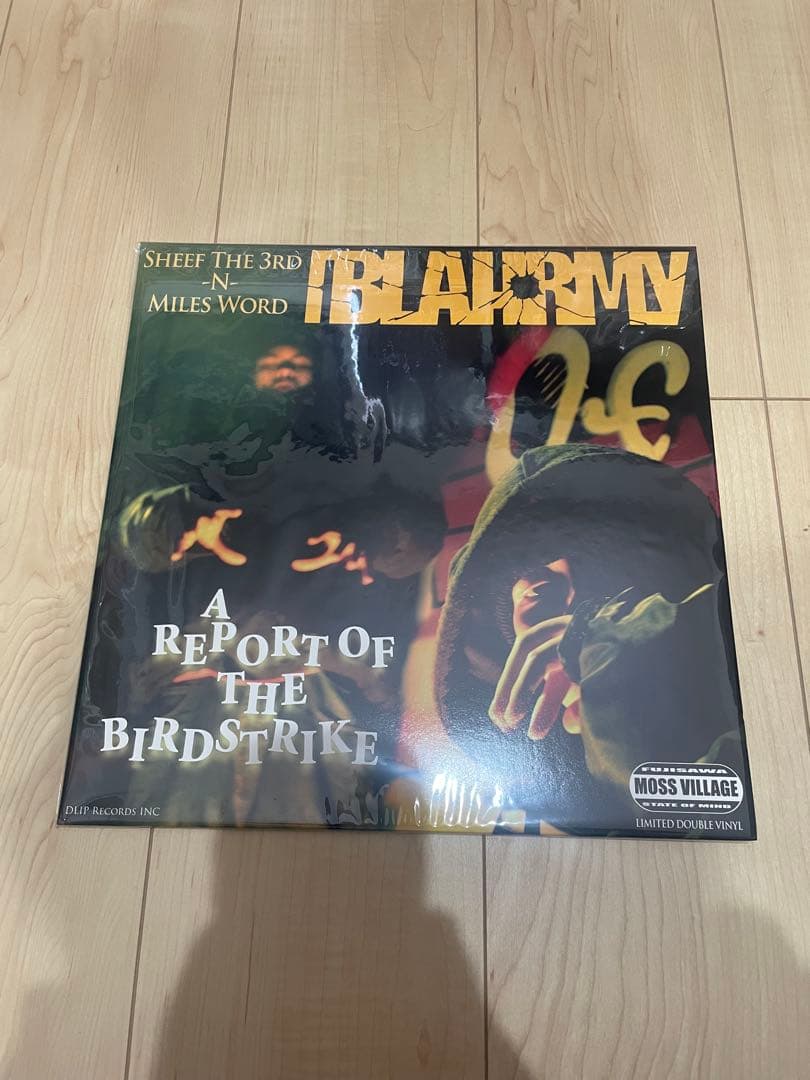 SHEEF THE 3RD
-N-
MILES WORD
BLAHRMY
A
REPORT OF
THE
BIRDSTRIKE
DLIP RECORDS INC
FUJISAWA
MOSS VILLAGE
STATE OF MIND
LIMITED DOUBLE VINYL